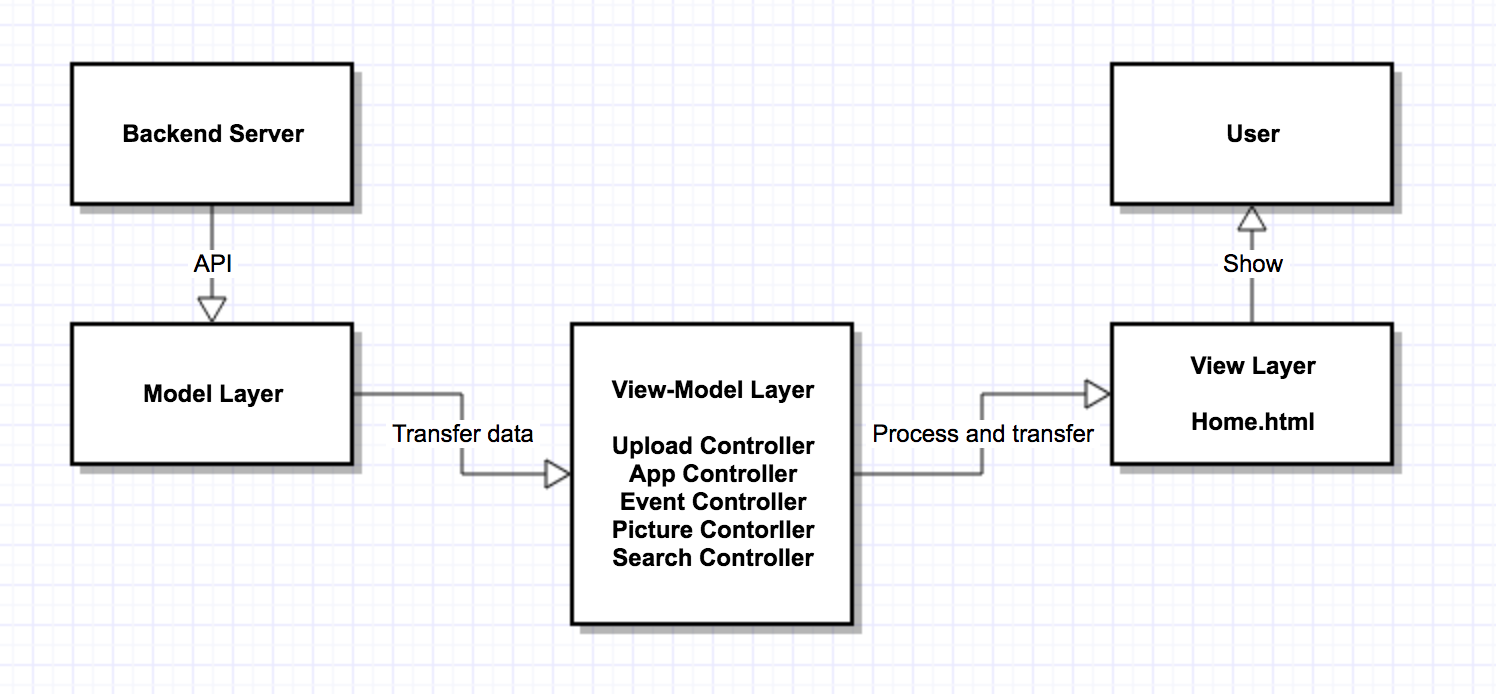 Backend Server
User
API
Show
Model Layer
View-Model Layer
Upload Controller
App Controller
Event Controller
Picture Contorller
Search Controller
View Layer
Home.html
Transfer data
Process and transfer